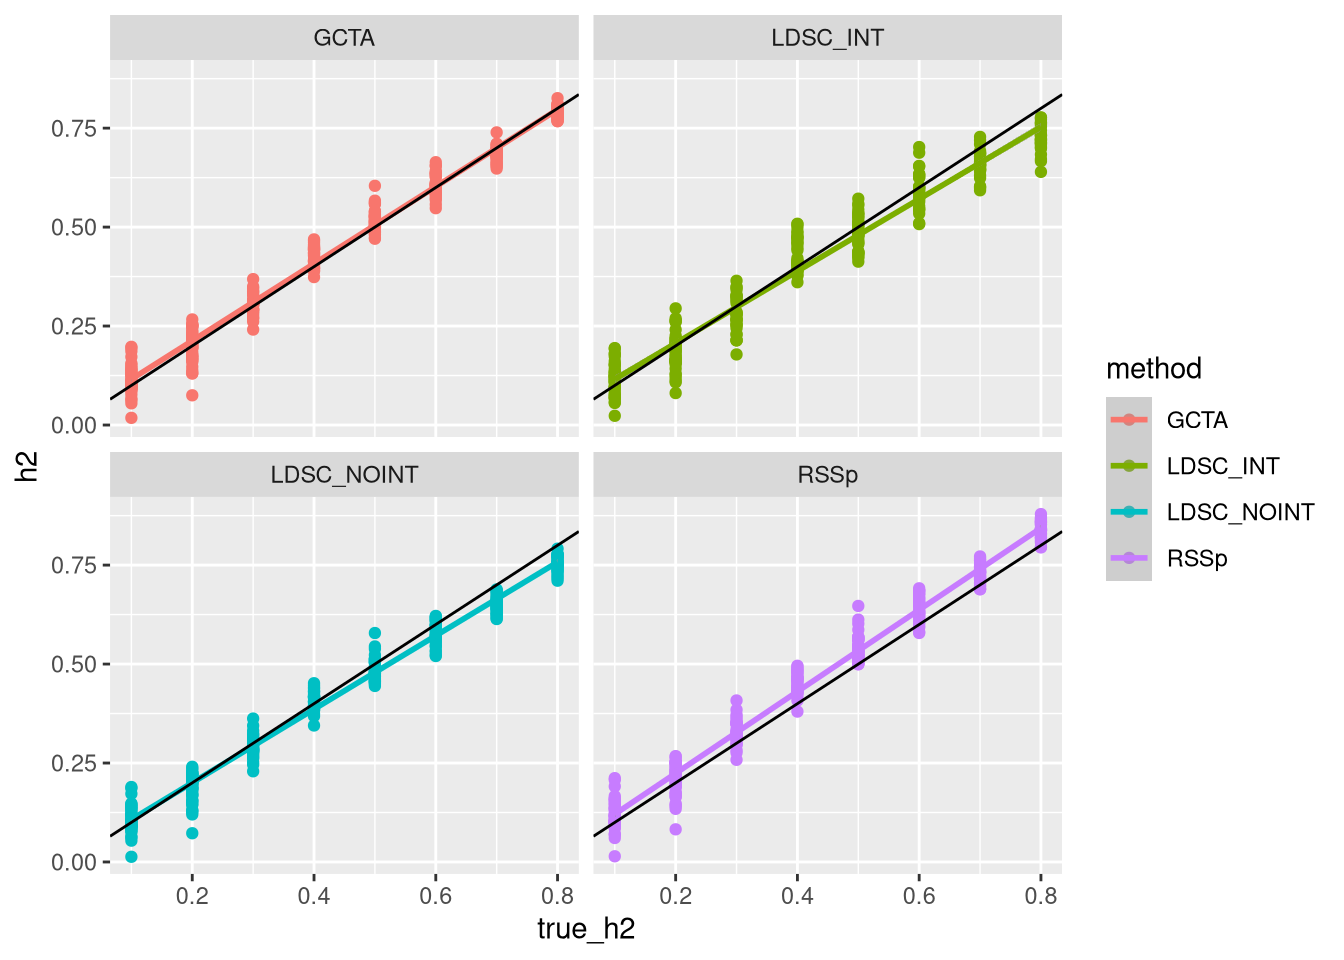 GCTA
LDSC_INT
0.75
0.50
0.25
0.00
LDSC_NOINT
RSSp
0.75
0.50
0.25
0.00
0.2
0.4
0.6
0.8
0.2
0.4
0.6
0.8
true_h2
h2
method
GCTA
LDSC_INT
LDSC_NOINT
RSSp